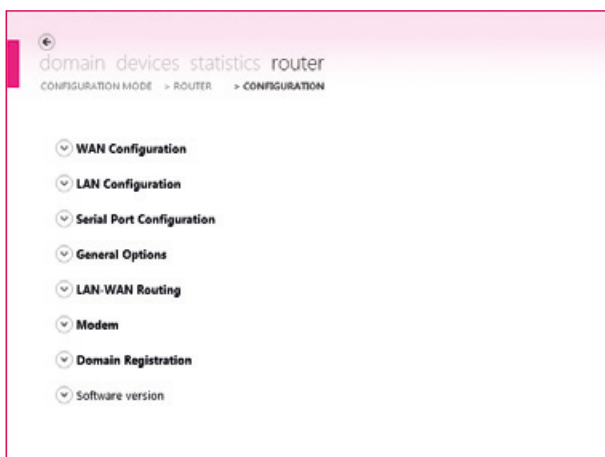 domain devices statistics router
CONFIGURATION MODE > ROUTER > CONFIGURATION
WAN Configuration
LAN Configuration
Serial Port Configuration
General Options
LAN-WAN Routing
Modem
Domain Registration
Software version